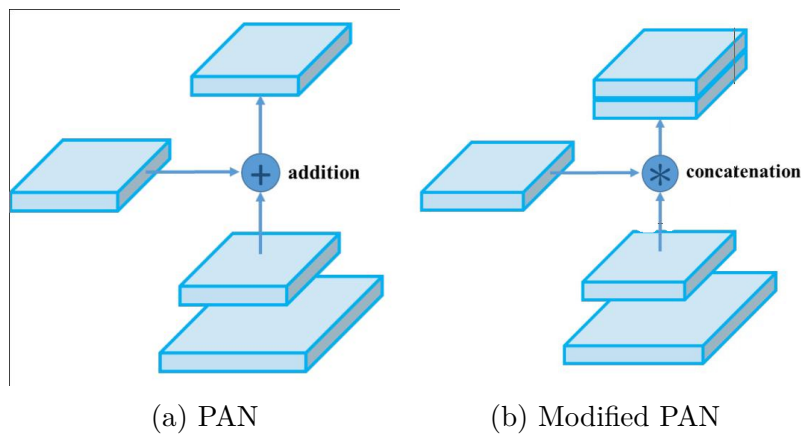 + addition
* concatenation
(a) PAN
(b) Modified PAN